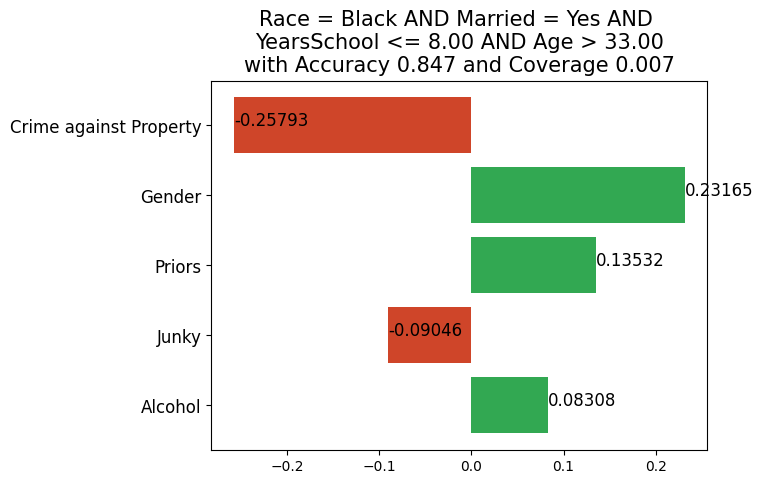 Race = Black AND Married = Yes AND
YearsSchool <= 8.00 AND Age > 33.00
with Accuracy 0.847 and Coverage 0.007
Crime against Property
-0.25793
Gender
0.23165
Priors
0.13532
Junky
-0.09046
Alcohol
0.08308
−0.2 −0.1 0.0 0.1 0.2